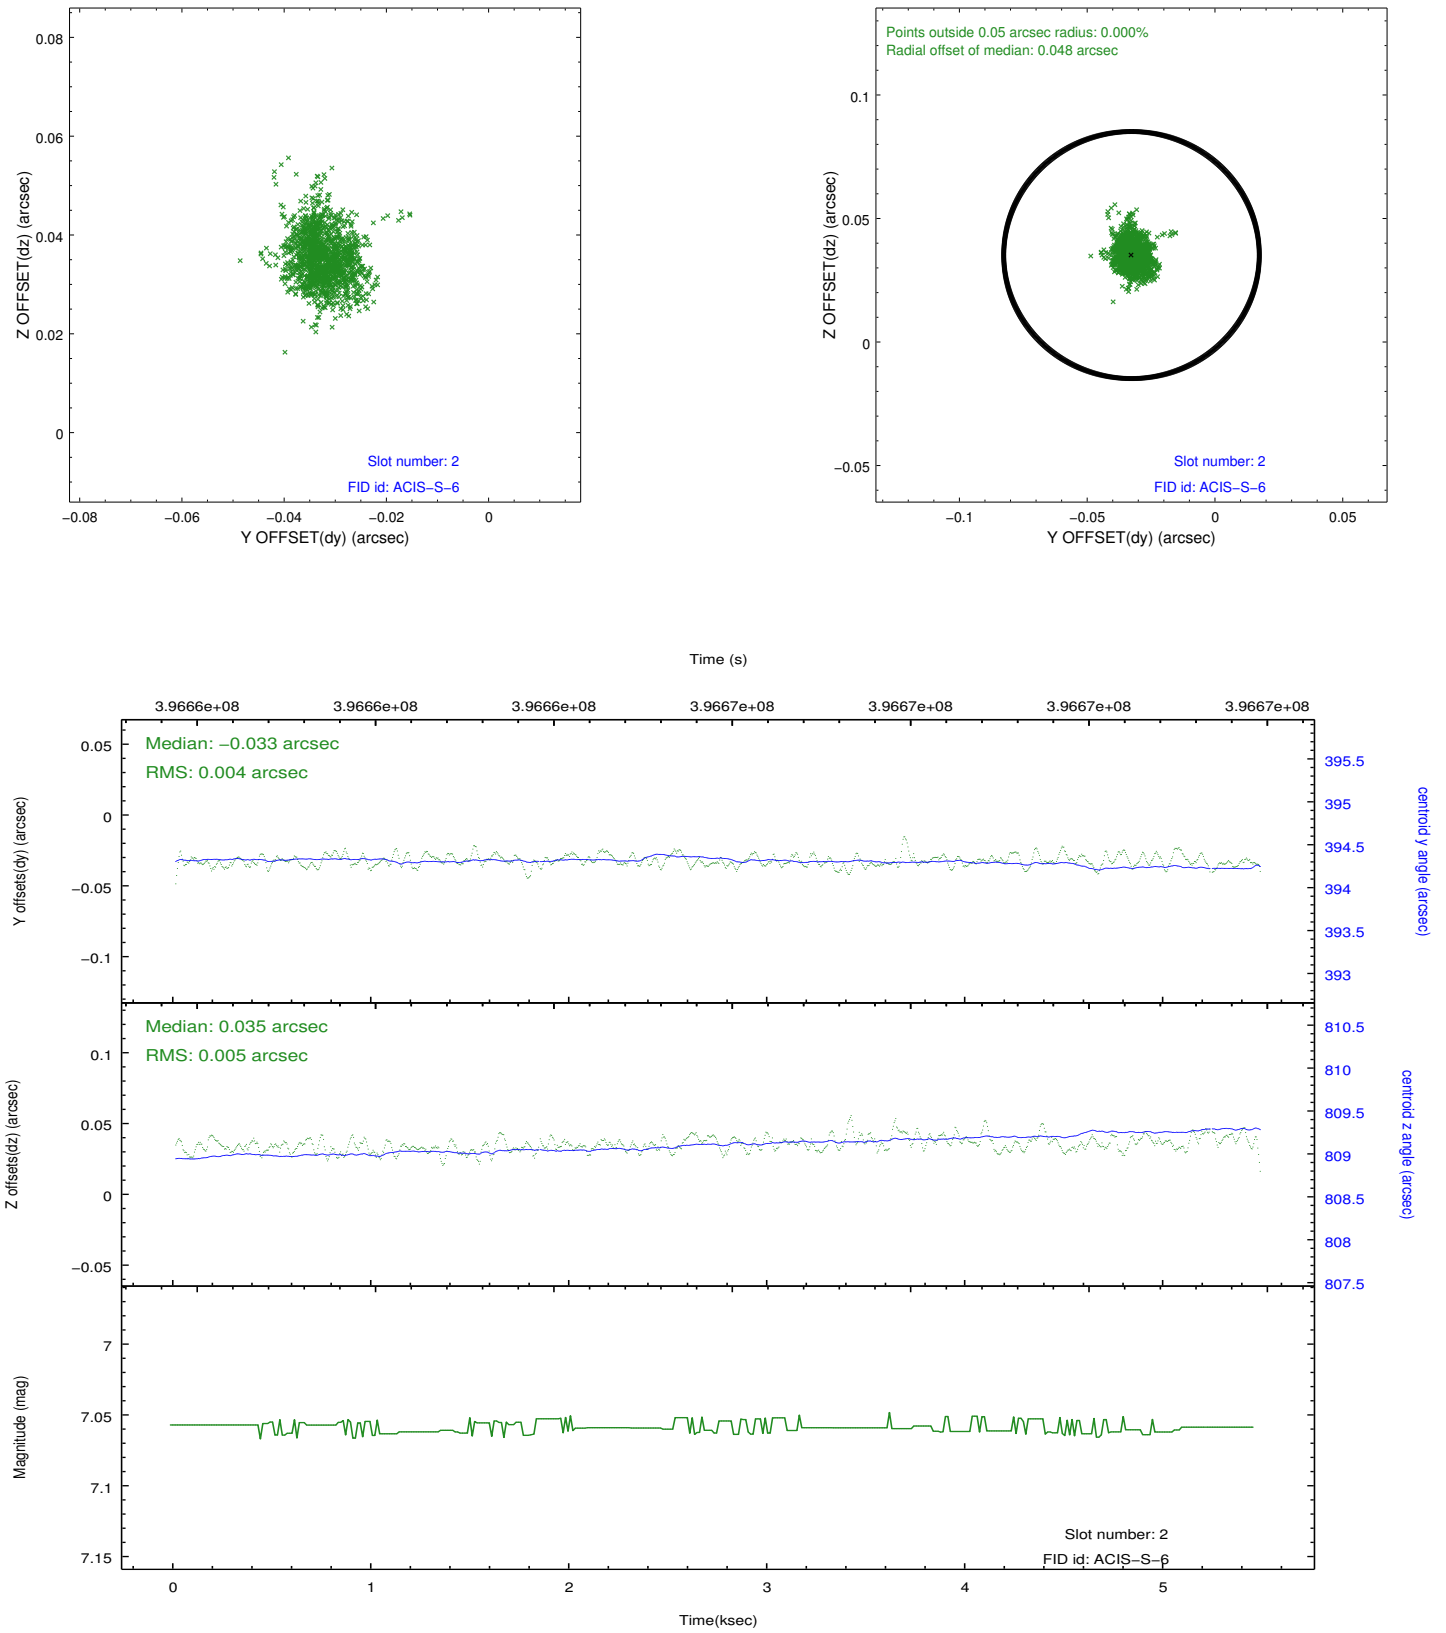 0.08
0.06
0.04
0.02
0
Z OFFSET(dz) (arcsec)
Slot number: 2
FID id: ACIS−S−6
−0.08
−0.06
−0.04
−0.02
0
Y OFFSET(dy) (arcsec)
Points outside 0.05 arcsec radius: 0.000%
Radial offset of median: 0.048 arcsec
0.1
0.05
0
−0.05
Z OFFSET(dz) (arcsec)
Slot number: 2
FID id: ACIS−S−6
−0.1
−0.05
0
0.05
Y OFFSET(dy) (arcsec)
Time (s)
3.9666e+08
3.9666e+08
3.9666e+08
3.9667e+08
3.9667e+08
3.9667e+08
3.9667e+08
Median: −0.033 arcsec
RMS: 0.004 arcsec
0.05
0
−0.05
−0.1
Y offsets(dy) (arcsec)
395.5
395
394.5
394
393.5
393
centroid y angle (arcsec)
Median: 0.035 arcsec
RMS: 0.005 arcsec
0.1
0.05
0
−0.05
Z offsets(dz) (arcsec)
810.5
810
809.5
809
808.5
808
807.5
centroid z angle (arcsec)
7
7.05
7.1
7.15
Magnitude (mag)
Slot number: 2
FID id: ACIS−S−6
0
1
2
3
4
5
Time(ksec)